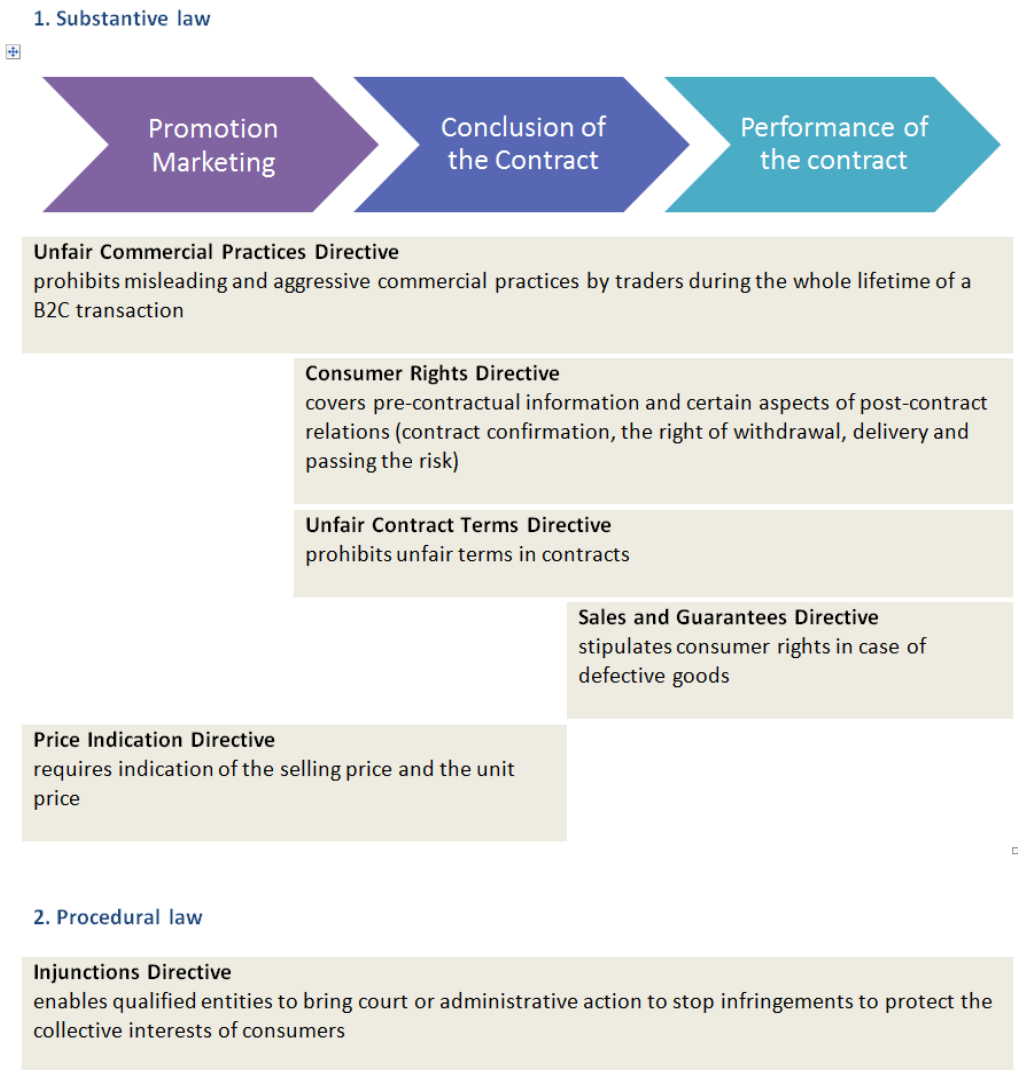 1. Substantive law
Promotion
Marketing
Conclusion of
the Contract
Performance of
the contract
Unfair Commercial Practices Directive
prohibits misleading and aggressive commercial practices by traders during the whole lifetime of a
B2C transaction
Consumer Rights Directive
covers pre-contractual information and certain aspects of post-contract
relations (contract confirmation, the right of withdrawal, delivery and
passing the risk)
Unfair Contract Terms Directive
prohibits unfair terms in contracts
Sales and Guarantees Directive
stipulates consumer rights in case of
defective goods
Price Indication Directive
requires indication of the selling price and the unit
price
2. Procedural law
Injunctions Directive
enables qualified entities to bring court or administrative action to stop infringements to protect the
collective interests of consumers